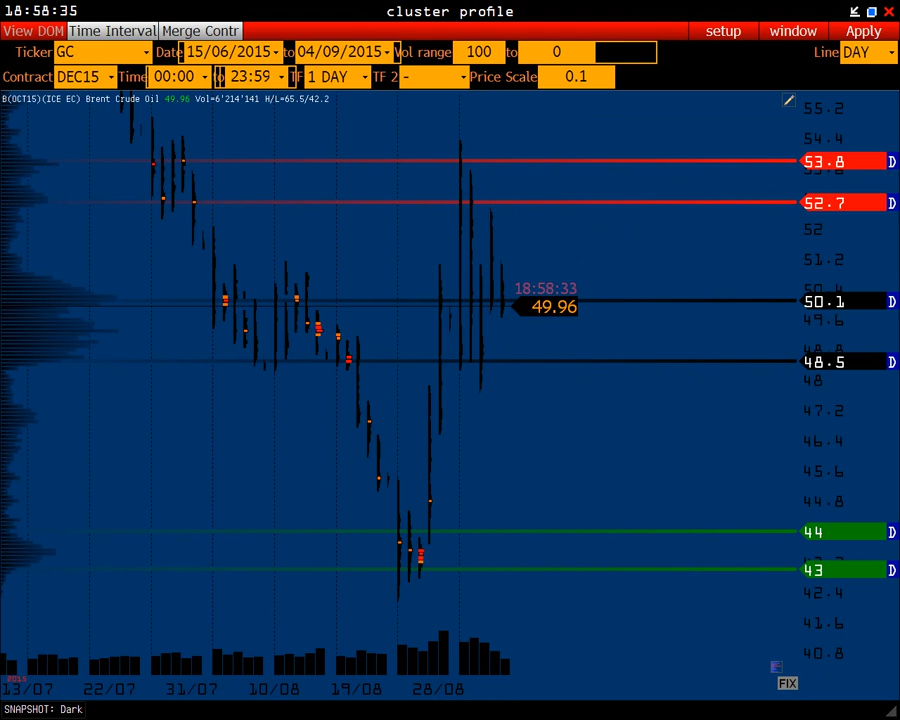 18:58:35 cluster profile
View DOM Time Interval Merge Contr setup window Apply
Ticker GC Date 15/06/2015 to 04/09/2015 Vol range 100 to 0 Line DAY
Contract DEC15 Time 00:00 to 23:59 TF 1 DAY TF 2 - Price Scale 0.1
B(OCT15)(ICE EC) Brent Crude Oil 49.96 Vol=6'214'141 H/L=65.5/42.2
55.2
54.4
53.8 D
52.7 D
52
51.2
18:58:33
50.1 D
49.96
49.6
48.5 D
48
47.2
46.4
45.6
44.8
44 D
43 D
42.4
41.6
40.8
13/07 22/07 31/07 10/08 19/08 28/08
FIX
SNAPSHOT: Dark